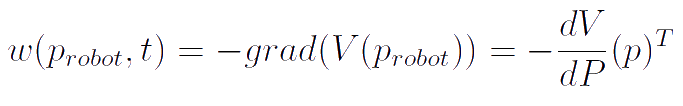 w(p_{robot}, t) = -grad(V(p_{robot})) = -\frac{dV}{dP}(p)^T